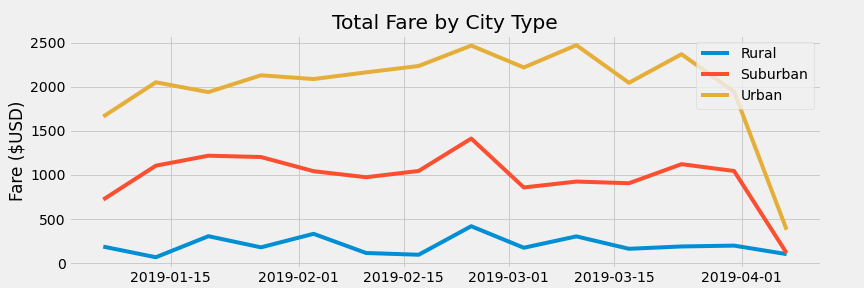 Total Fare by City Type
Fare ($USD)
2500
2000
1500
1000
500
0
2019-01-15
2019-02-01
2019-02-15
2019-03-01
2019-03-15
2019-04-01
Rural
Suburban
Urban